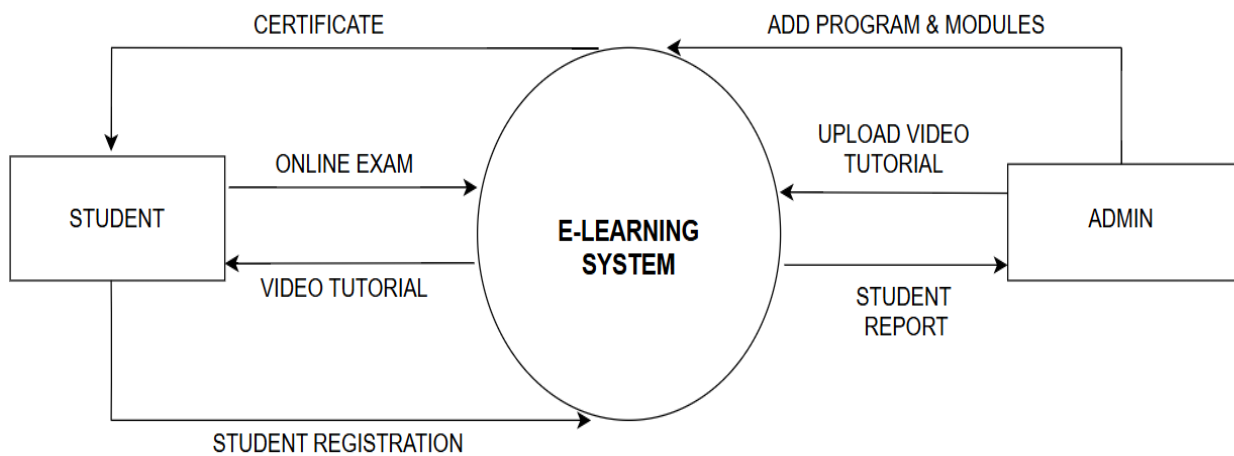 CERTIFICATE
ADD PROGRAM & MODULES
UPLOAD VIDEO
TUTORIAL
ONLINE EXAM
STUDENT
E-LEARNING
SYSTEM
ADMIN
VIDEO TUTORIAL
STUDENT
REPORT
STUDENT REGISTRATION